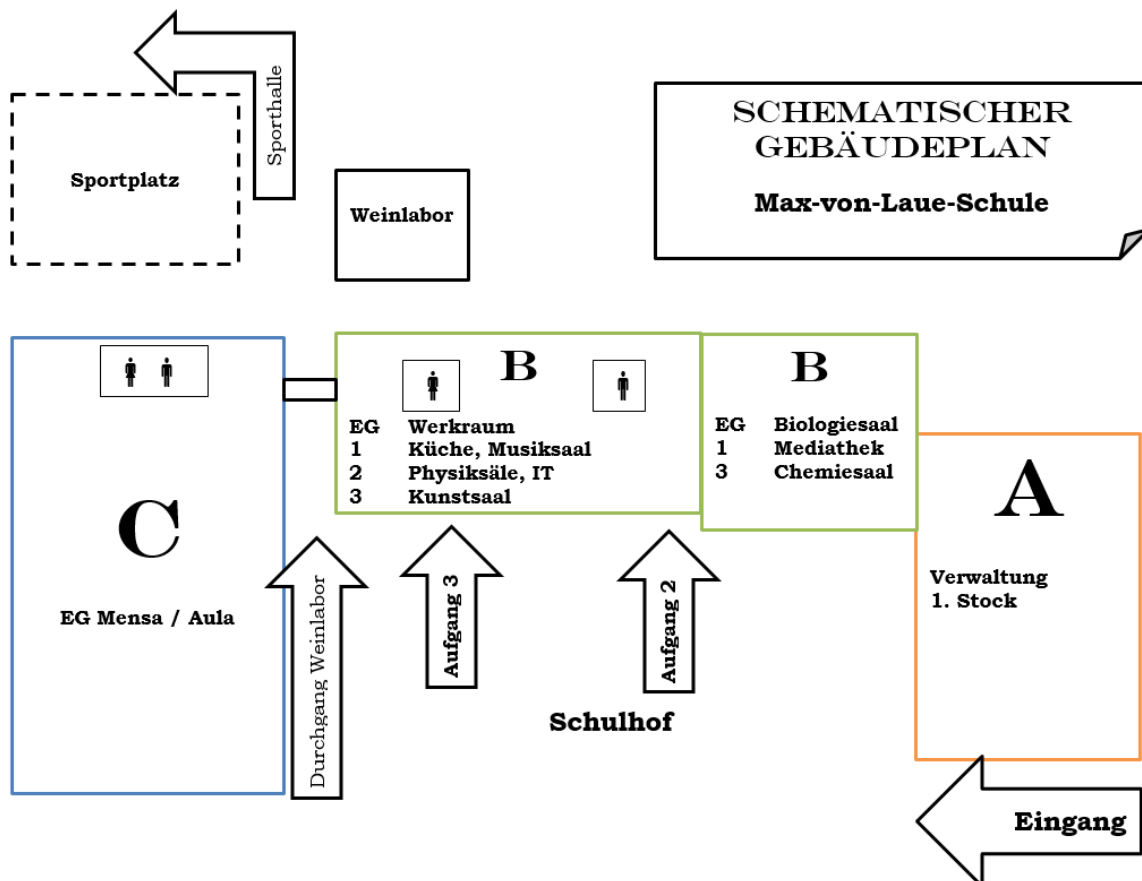 Sporthalle
Sportplatz
Weinlabor
SCHEMATISCHER
GEBÄUDEPLAN
Max-von-Laue-Schule
C
EG Mensa / Aula
B
EG Werkraum
1 Küche, Musiksaal
2 Physiksäle, IT
3 Kunstsaal
B
EG Biologiesaal
1 Mediathek
3 Chemiesaal
A
Verwaltung
1. Stock
Durchgang Weinlabor
Aufgang 3
Aufgang 2
Schulhof
Eingang